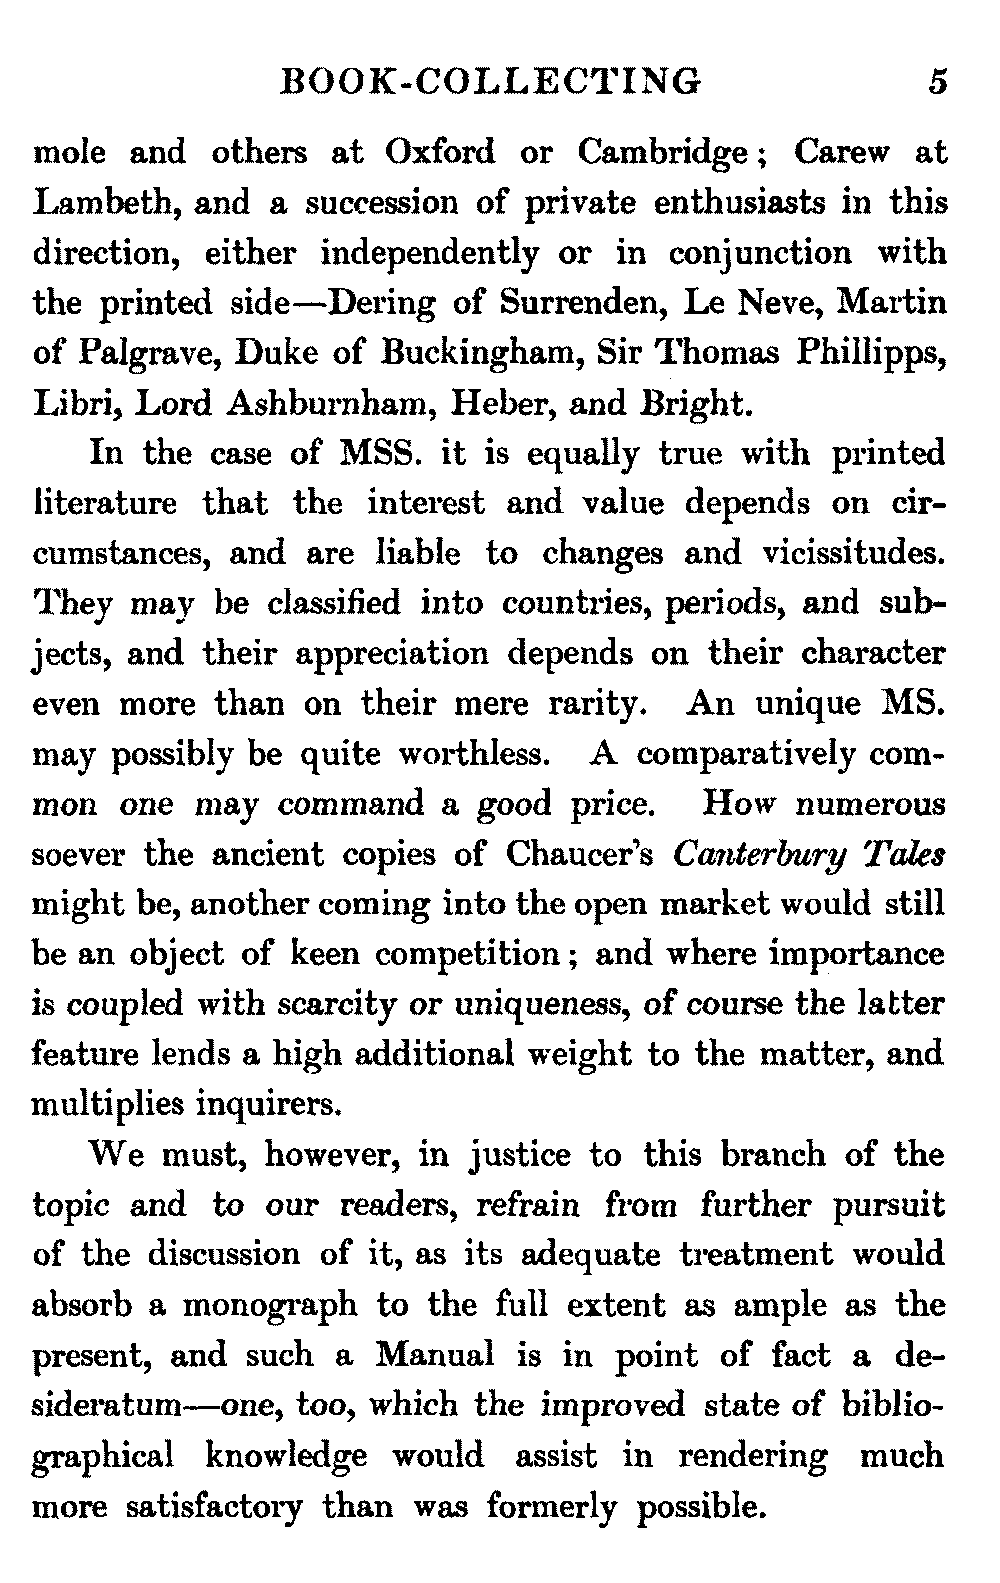 BOOK-COLLECTING 5
mole and others at Oxford or Cambridge; Carew at
Lambeth, and a succession of private enthusiasts in this
direction, either independently or in conjunction with
the printed side—Dering of Surrenden, Le Neve, Martin
of Palgrave, Duke of Buckingham, Sir Thomas Phillipps,
Libri, Lord Ashburnham, Heber, and Bright.
In the case of MSS. it is equally true with printed
literature that the interest and value depends on cir-
cumstances, and are liable to changes and vicissitudes.
They may be classified into countries, periods, and sub-
jects, and their appreciation depends on their character
even more than on their mere rarity. An unique MS.
may possibly be quite worthless. A comparatively com-
mon one may command a good price. How numerous
soever the ancient copies of Chaucer's Canterbury Tales
might be, another coming into the open market would still
be an object of keen competition; and where importance
is coupled with scarcity or uniqueness, of course the latter
feature lends a high additional weight to the matter, and
multiplies inquirers.
We must, however, in justice to this branch of the
topic and to our readers, refrain from further pursuit
of the discussion of it, as its adequate treatment would
absorb a monograph to the full extent as ample as the
present, and such a Manual is in point of fact a de-
sideratum—one, too, which the improved state of biblio-
graphical knowledge would assist in rendering much
more satisfactory than was formerly possible.